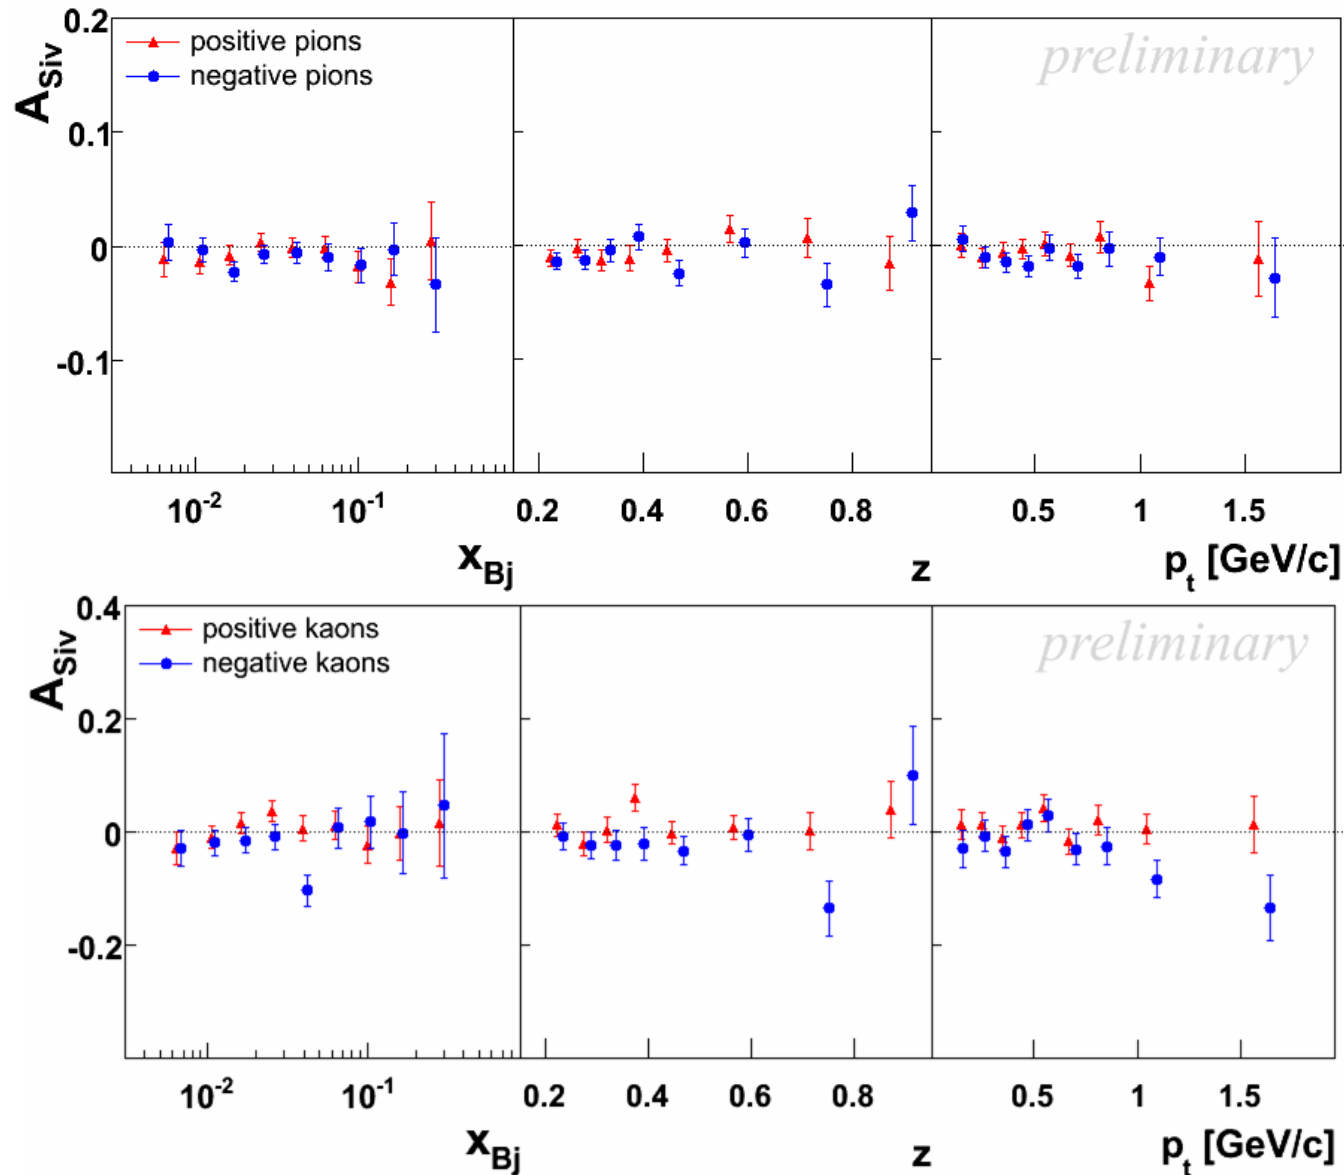 0.2
positive pions
negative pions
preliminary
A_Siv
0.1
0
-0.1
10^-2 10^-1 0.2 0.4 0.6 0.8 0.5 1 1.5
x_Bj z p_t [GeV/c]
0.4
positive kaons
negative kaons
preliminary
A_Siv
0.2
0
-0.2
10^-2 10^-1 0.2 0.4 0.6 0.8 0.5 1 1.5
x_Bj z p_t [GeV/c]